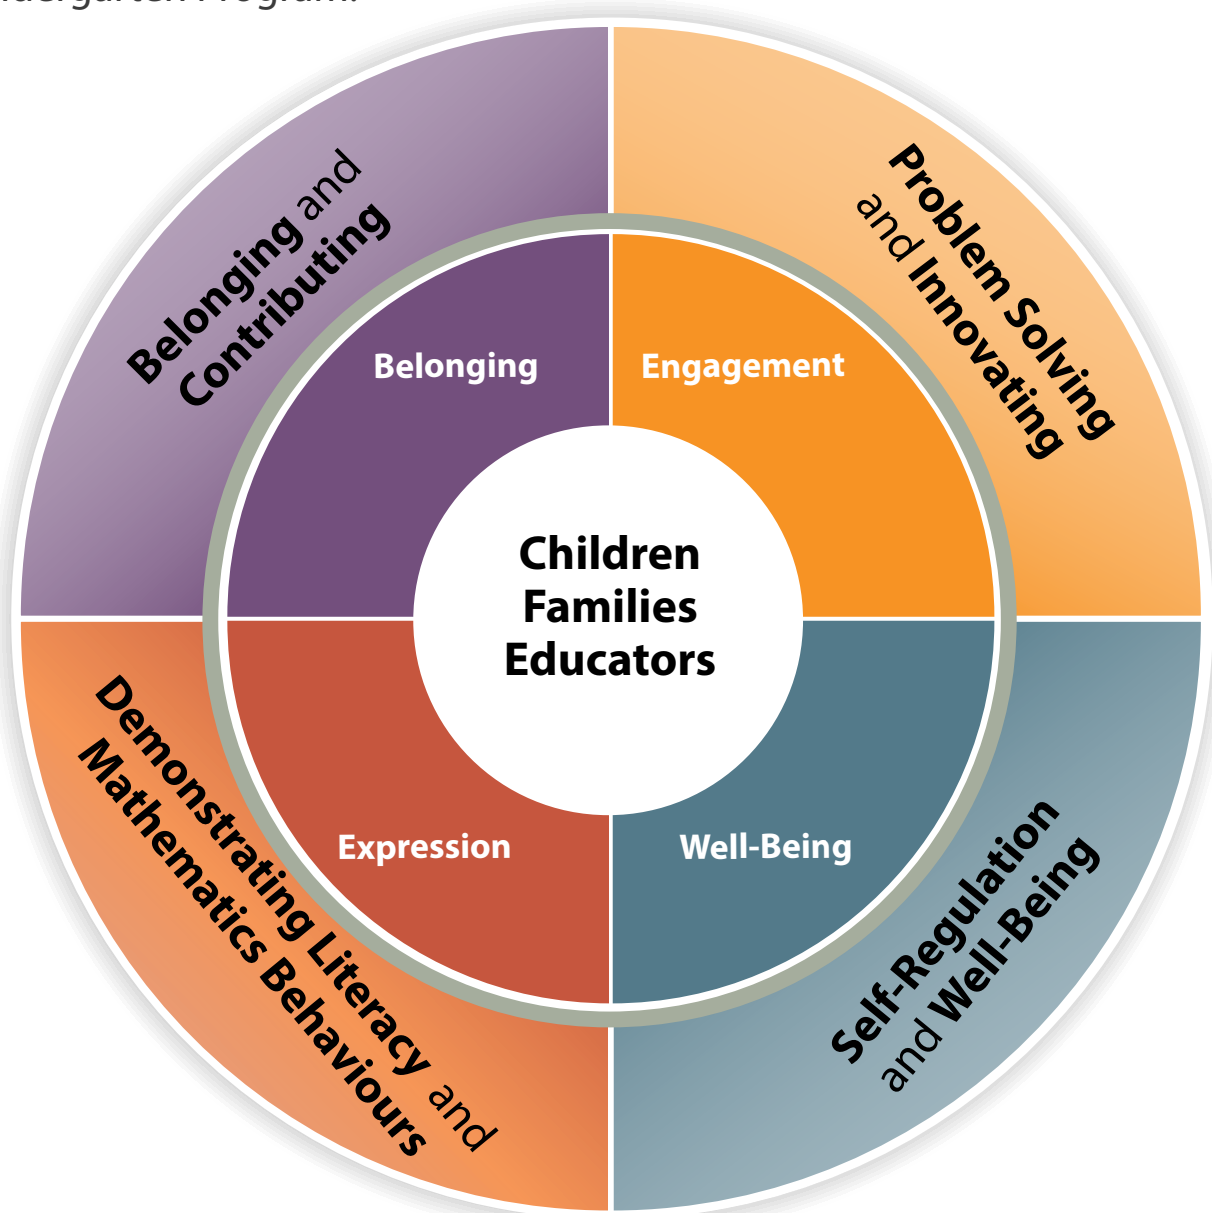 Program.
Belonging and
Contributing
Problem Solving
and Innovating
Belonging
Engagement
Children
Families
Educators
Expression
Well-Being
Demonstrating Literacy and
Mathematics Behaviours
Self-Regulation
and Well-Being